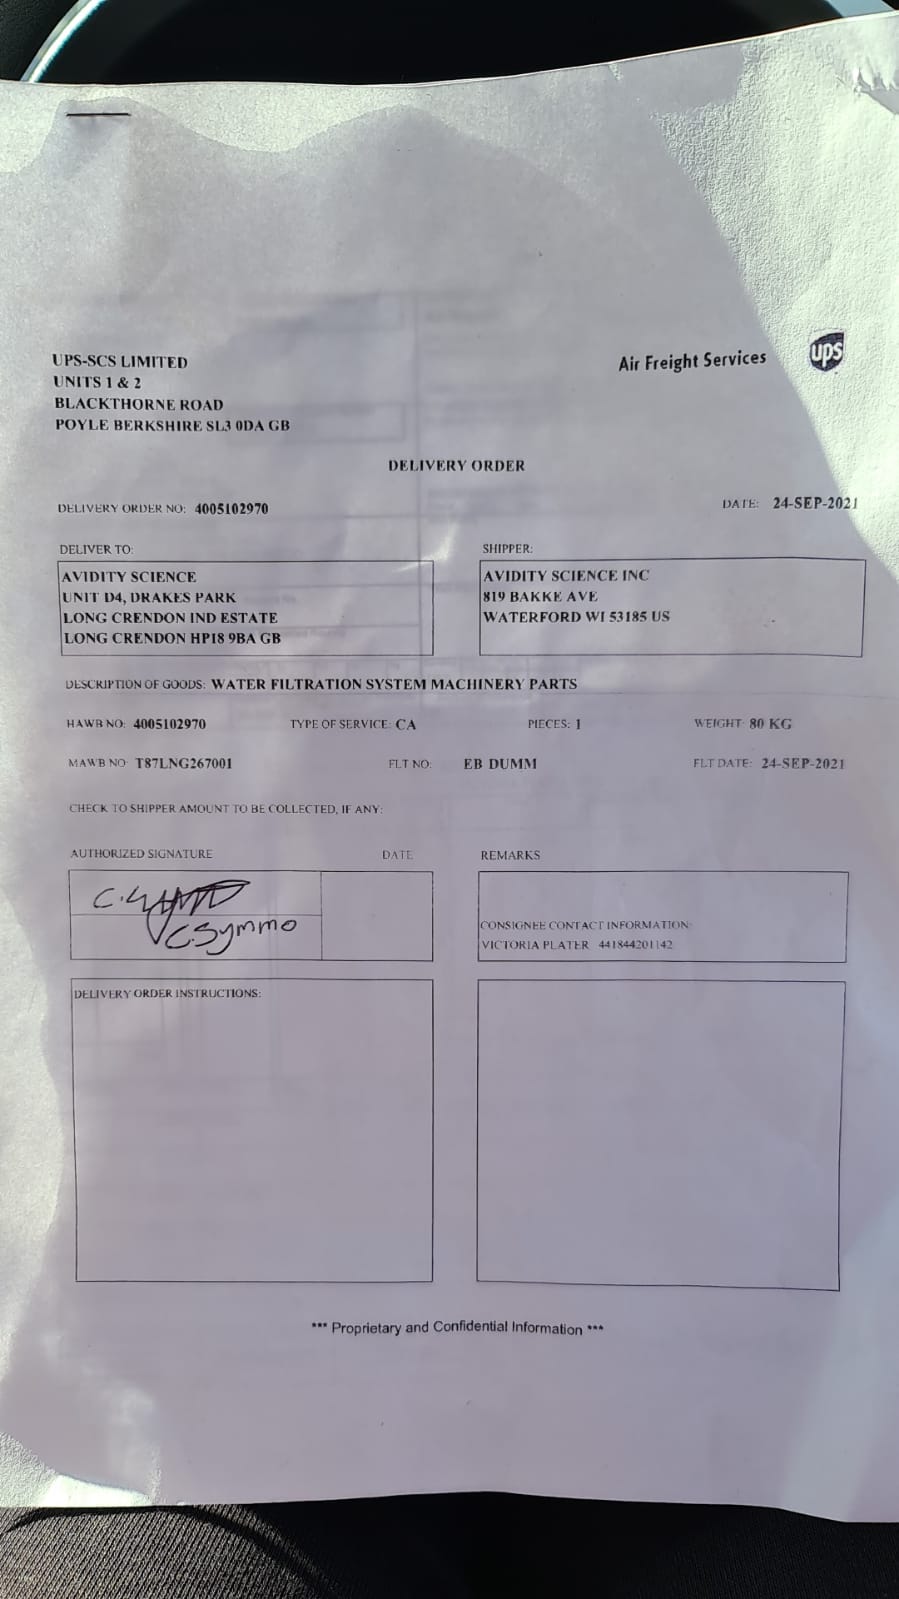 UPS-SCS LIMITED
UNITS 1 & 2
BLACKTHORNE ROAD
POYLE BERKSHIRE SL3 0DA GB
Air Freight Services
ups
DELIVERY ORDER
DELIVERY ORDER NO: 4005102970
DATE: 24-SEP-2021
DELIVER TO:
AVIDITY SCIENCE
UNIT D4, DRAKES PARK
LONG CRENDON IND ESTATE
LONG CRENDON HP18 9BA GB
SHIPPER:
AVIDITY SCIENCE INC
819 BAKKE AVE
WATERFORD WI 53185 US
DESCRIPTION OF GOODS: WATER FILTRATION SYSTEM MACHINERY PARTS
HAWB NO: 4005102970 TYPE OF SERVICE: CA PIECES: 1 WEIGHT: 80 KG
MAWB NO: T87LNG267001 FLT NO: EB DUMM FLT DATE: 24-SEP-2021
CHECK TO SHIPPER AMOUNT TO BE COLLECTED, IF ANY:
AUTHORIZED SIGNATURE DATE
C.Symmo
REMARKS
CONSIGNEE CONTACT INFORMATION:
VICTORIA PLATER 441844201142
DELIVERY ORDER INSTRUCTIONS:
*** Proprietary and Confidential Information ***